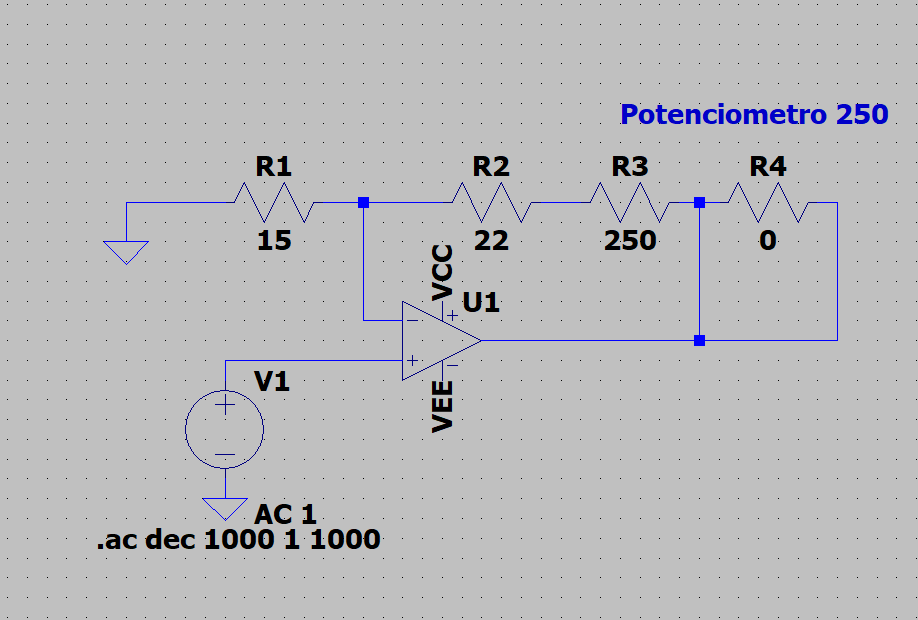 Potenciometro 250
R1 R2 R3 R4
15 22 250 0
VCC
U1
+
-
+
-
VEE
V1
+
-
AC 1
.ac dec 1000 1 1000